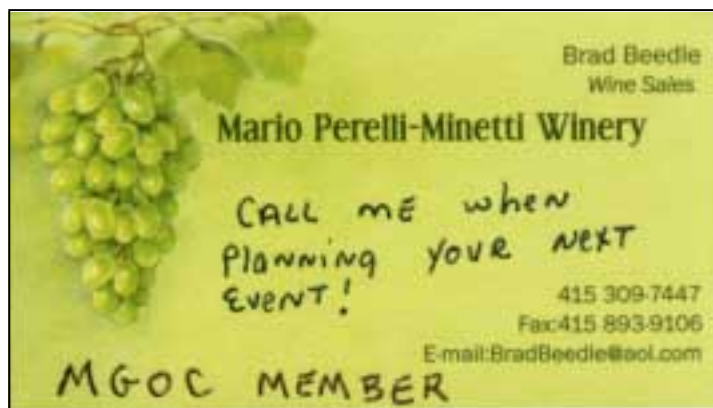 Brad Beedle
Wine Sales
Mario Perelli-Minetti Winery
CALL ME when
PlANNiNg YOUR NEXT
EVENT!
415 309-7447
Fax:415 893-9106
E-mail:BradBeedle@aol.com
MGOC MEMBER